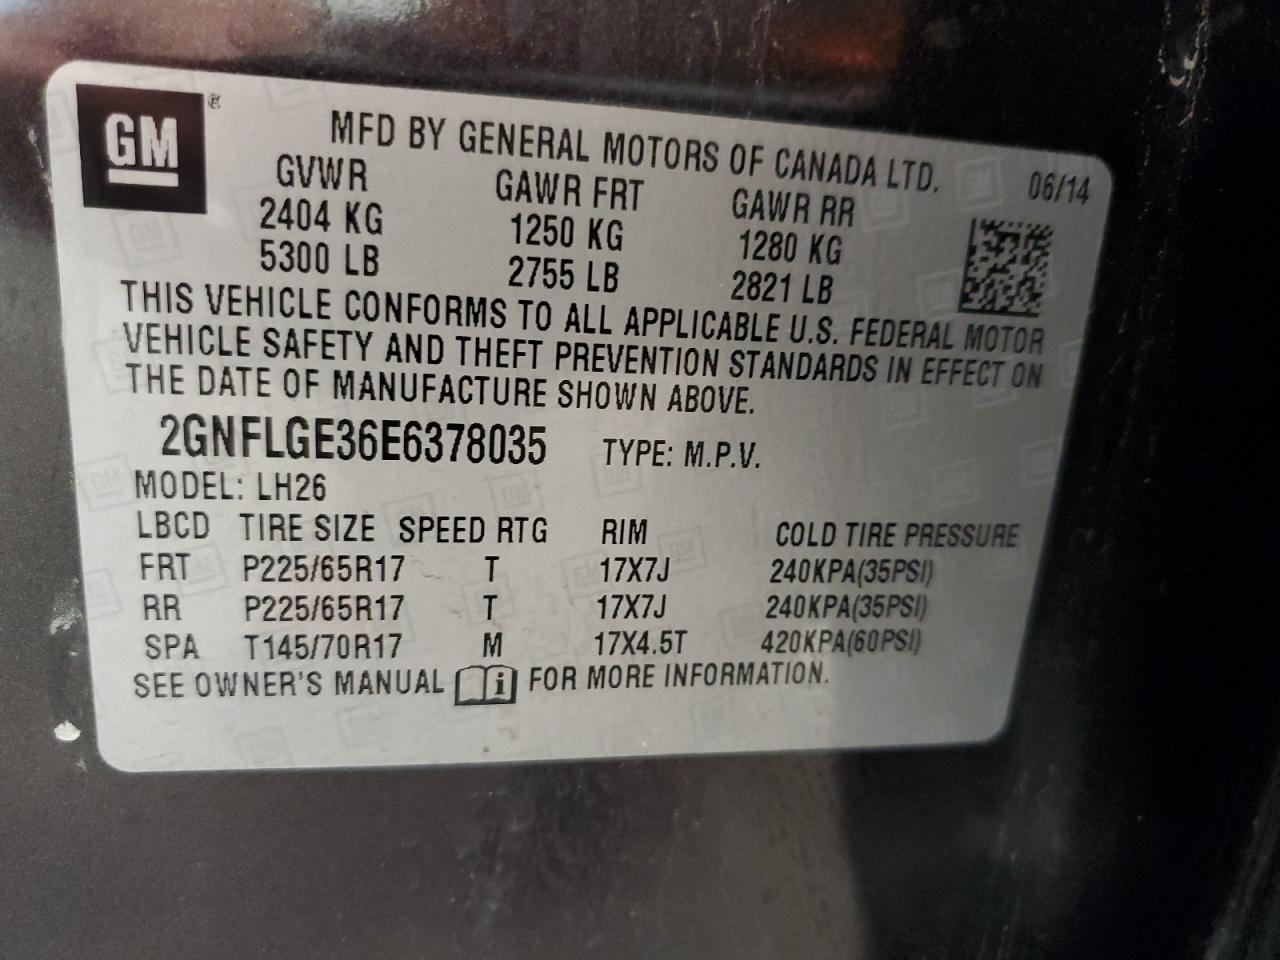 GM ®
MFD BY GENERAL MOTORS OF CANADA LTD.
06/14
GVWR GAWR FRT GAWR RR
2404 KG 1250 KG 1280 KG
5300 LB 2755 LB 2821 LB
THIS VEHICLE CONFORMS TO ALL APPLICABLE U.S. FEDERAL MOTOR
VEHICLE SAFETY AND THEFT PREVENTION STANDARDS IN EFFECT ON
THE DATE OF MANUFACTURE SHOWN ABOVE.
2GNFLGE36E6378035 TYPE: M.P.V.
MODEL: LH26
LBCD TIRE SIZE SPEED RTG RIM COLD TIRE PRESSURE
FRT P225/65R17 T 17X7J 240KPA(35PSI)
RR P225/65R17 T 17X7J 240KPA(35PSI)
SPA T145/70R17 M 17X4.5T 420KPA(60PSI)
SEE OWNER'S MANUAL i FOR MORE INFORMATION.